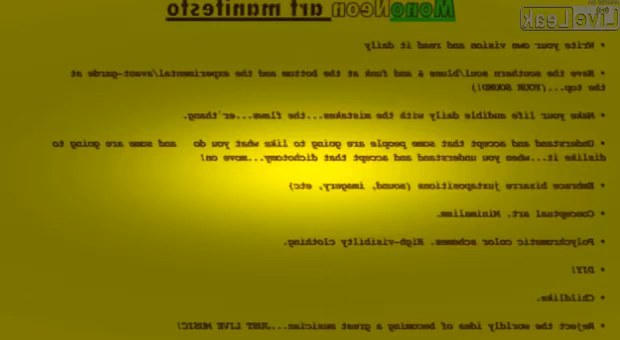 LiveLeak
MonoNeon art manifesto
• Write your own vision and read it daily
• Have the southern soul/blues & and funk at the bottom and the experimental/avant-garde at
the top...(YOUR SOUND!)
• Make your life audible daily with the mistakes...the flaws...er'thang.
• Understand and accept that some people are going to like what you do and some are going to
dislike it...when you understand and accept that dichotomy...move on!
• Embrace bizarre juxtapositions (sound, imagery, etc)
• Conceptual art. Minimalism.
• Polychromatic color schemes. High-visibility clothing.
• DIY!
• Childlike.
• Reject the worldly idea of becoming a great musician...JUST LIVE MUSIC!